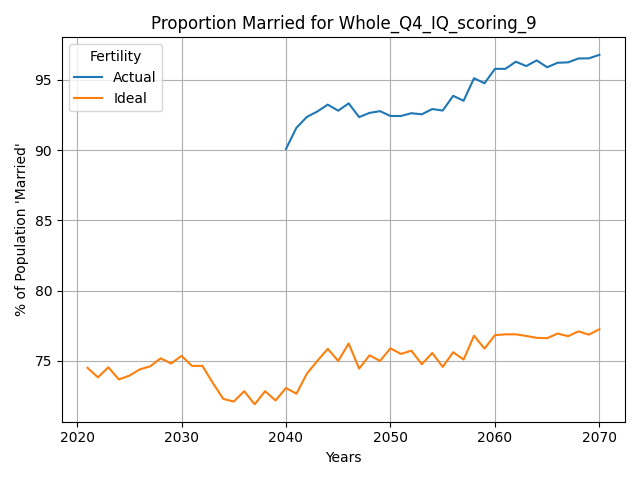 Proportion Married for Whole_Q4_IQ_scoring_9
Fertility
Actual
Ideal
% of Population 'Married'
95
90
85
80
75
2020 2030 2040 2050 2060 2070
Years